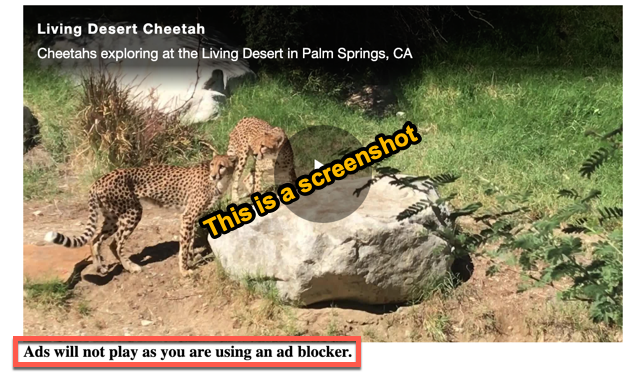 Living Desert Cheetah
Cheetahs exploring at the Living Desert in Palm Springs, CA
This is a screenshot
Ads will not play as you are using an ad blocker.